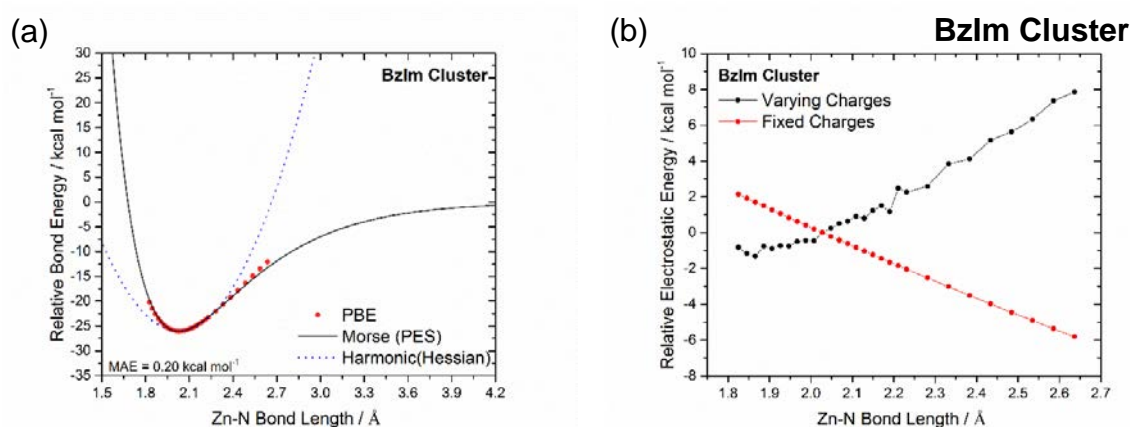 (a)
30
25
20
15
10
5
0
-5
-10
-15
-20
-25
-30
-35
Relative Bond Energy / kcal mol⁻¹
BzIm Cluster
PBE
Morse (PES)
Harmonic(Hessian)
MAE = 0.20 kcal mol⁻¹
1.5 1.8 2.1 2.4 2.7 3.0 3.3 3.6 3.9 4.2
Zn-N Bond Length / Å
(b)
BzIm Cluster
10
8
6
4
2
0
-2
-4
-6
-8
Relative Electrostatic Energy / kcal mol⁻¹
BzIm Cluster
Varying Charges
Fixed Charges
1.7 1.8 1.9 2.0 2.1 2.2 2.3 2.4 2.5 2.6 2.7
Zn-N Bond Length / Å